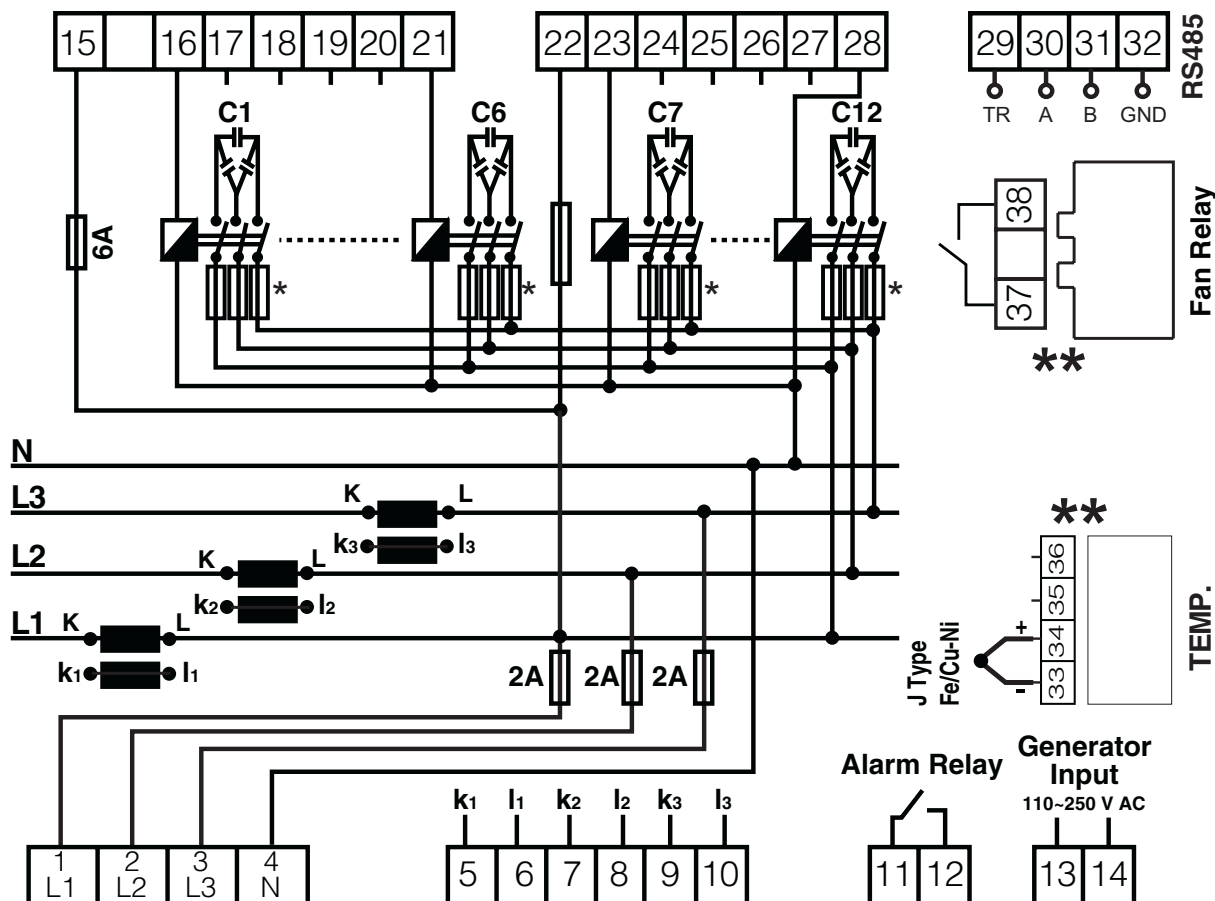 15 16 17 18 19 20 21 22 23 24 25 26 27 28 29 30 31 32
RS485
TR A B GND
C1 C6 C7 C12
6A
* * * *
38
37
Fan Relay
**
N
L3
K L
k3 l3
L2
K L
k2 l2
L1
K L
k1 l1
**
36
35
34
33
+
-
J Type
Fe/Cu-Ni
TEMP.
2A 2A 2A
Alarm Relay
Generator
Input
110~250 V AC
k1 l1 k2 l2 k3 l3
1 2 3 4
L1 L2 L3 N
5 6 7 8 9 10
11 12
13 14